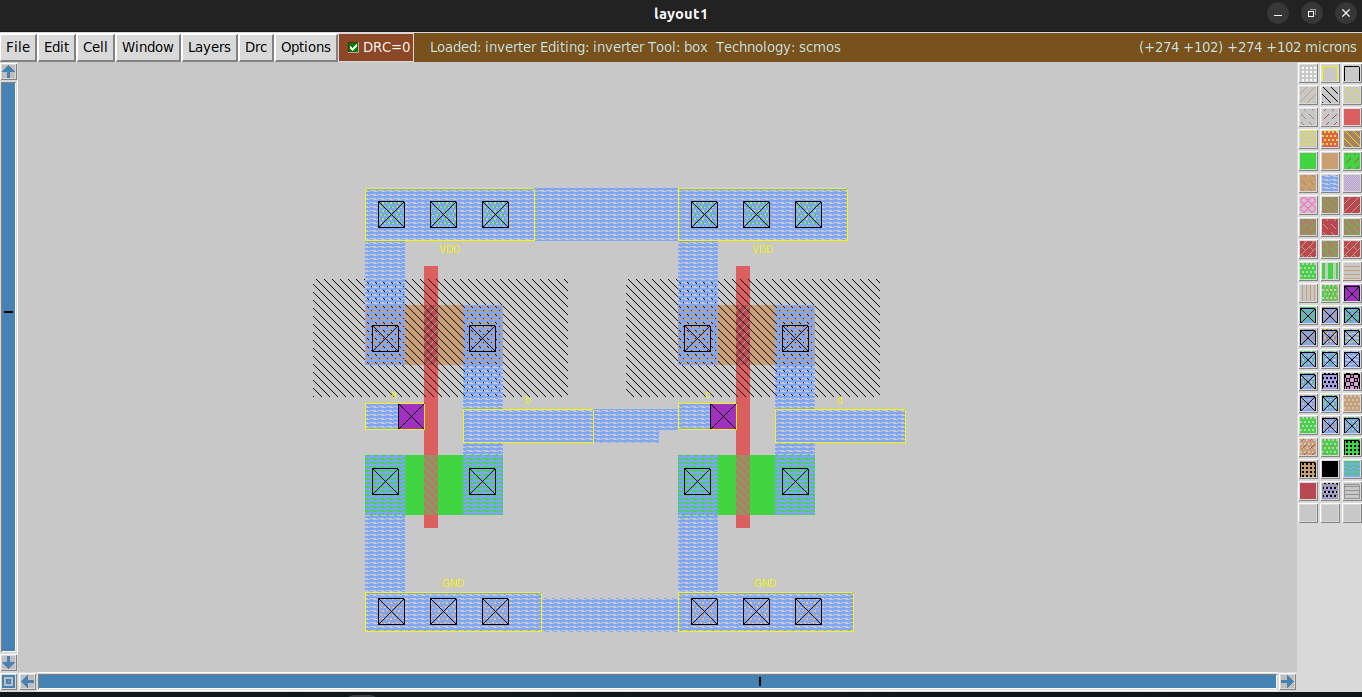 layout1
File Edit Cell Window Layers Drc Options DRC=0 Loaded: inverter Editing: inverter Tool: box Technology: scmos (+274 +102) +274 +102 microns
VDD VDD
GND GND